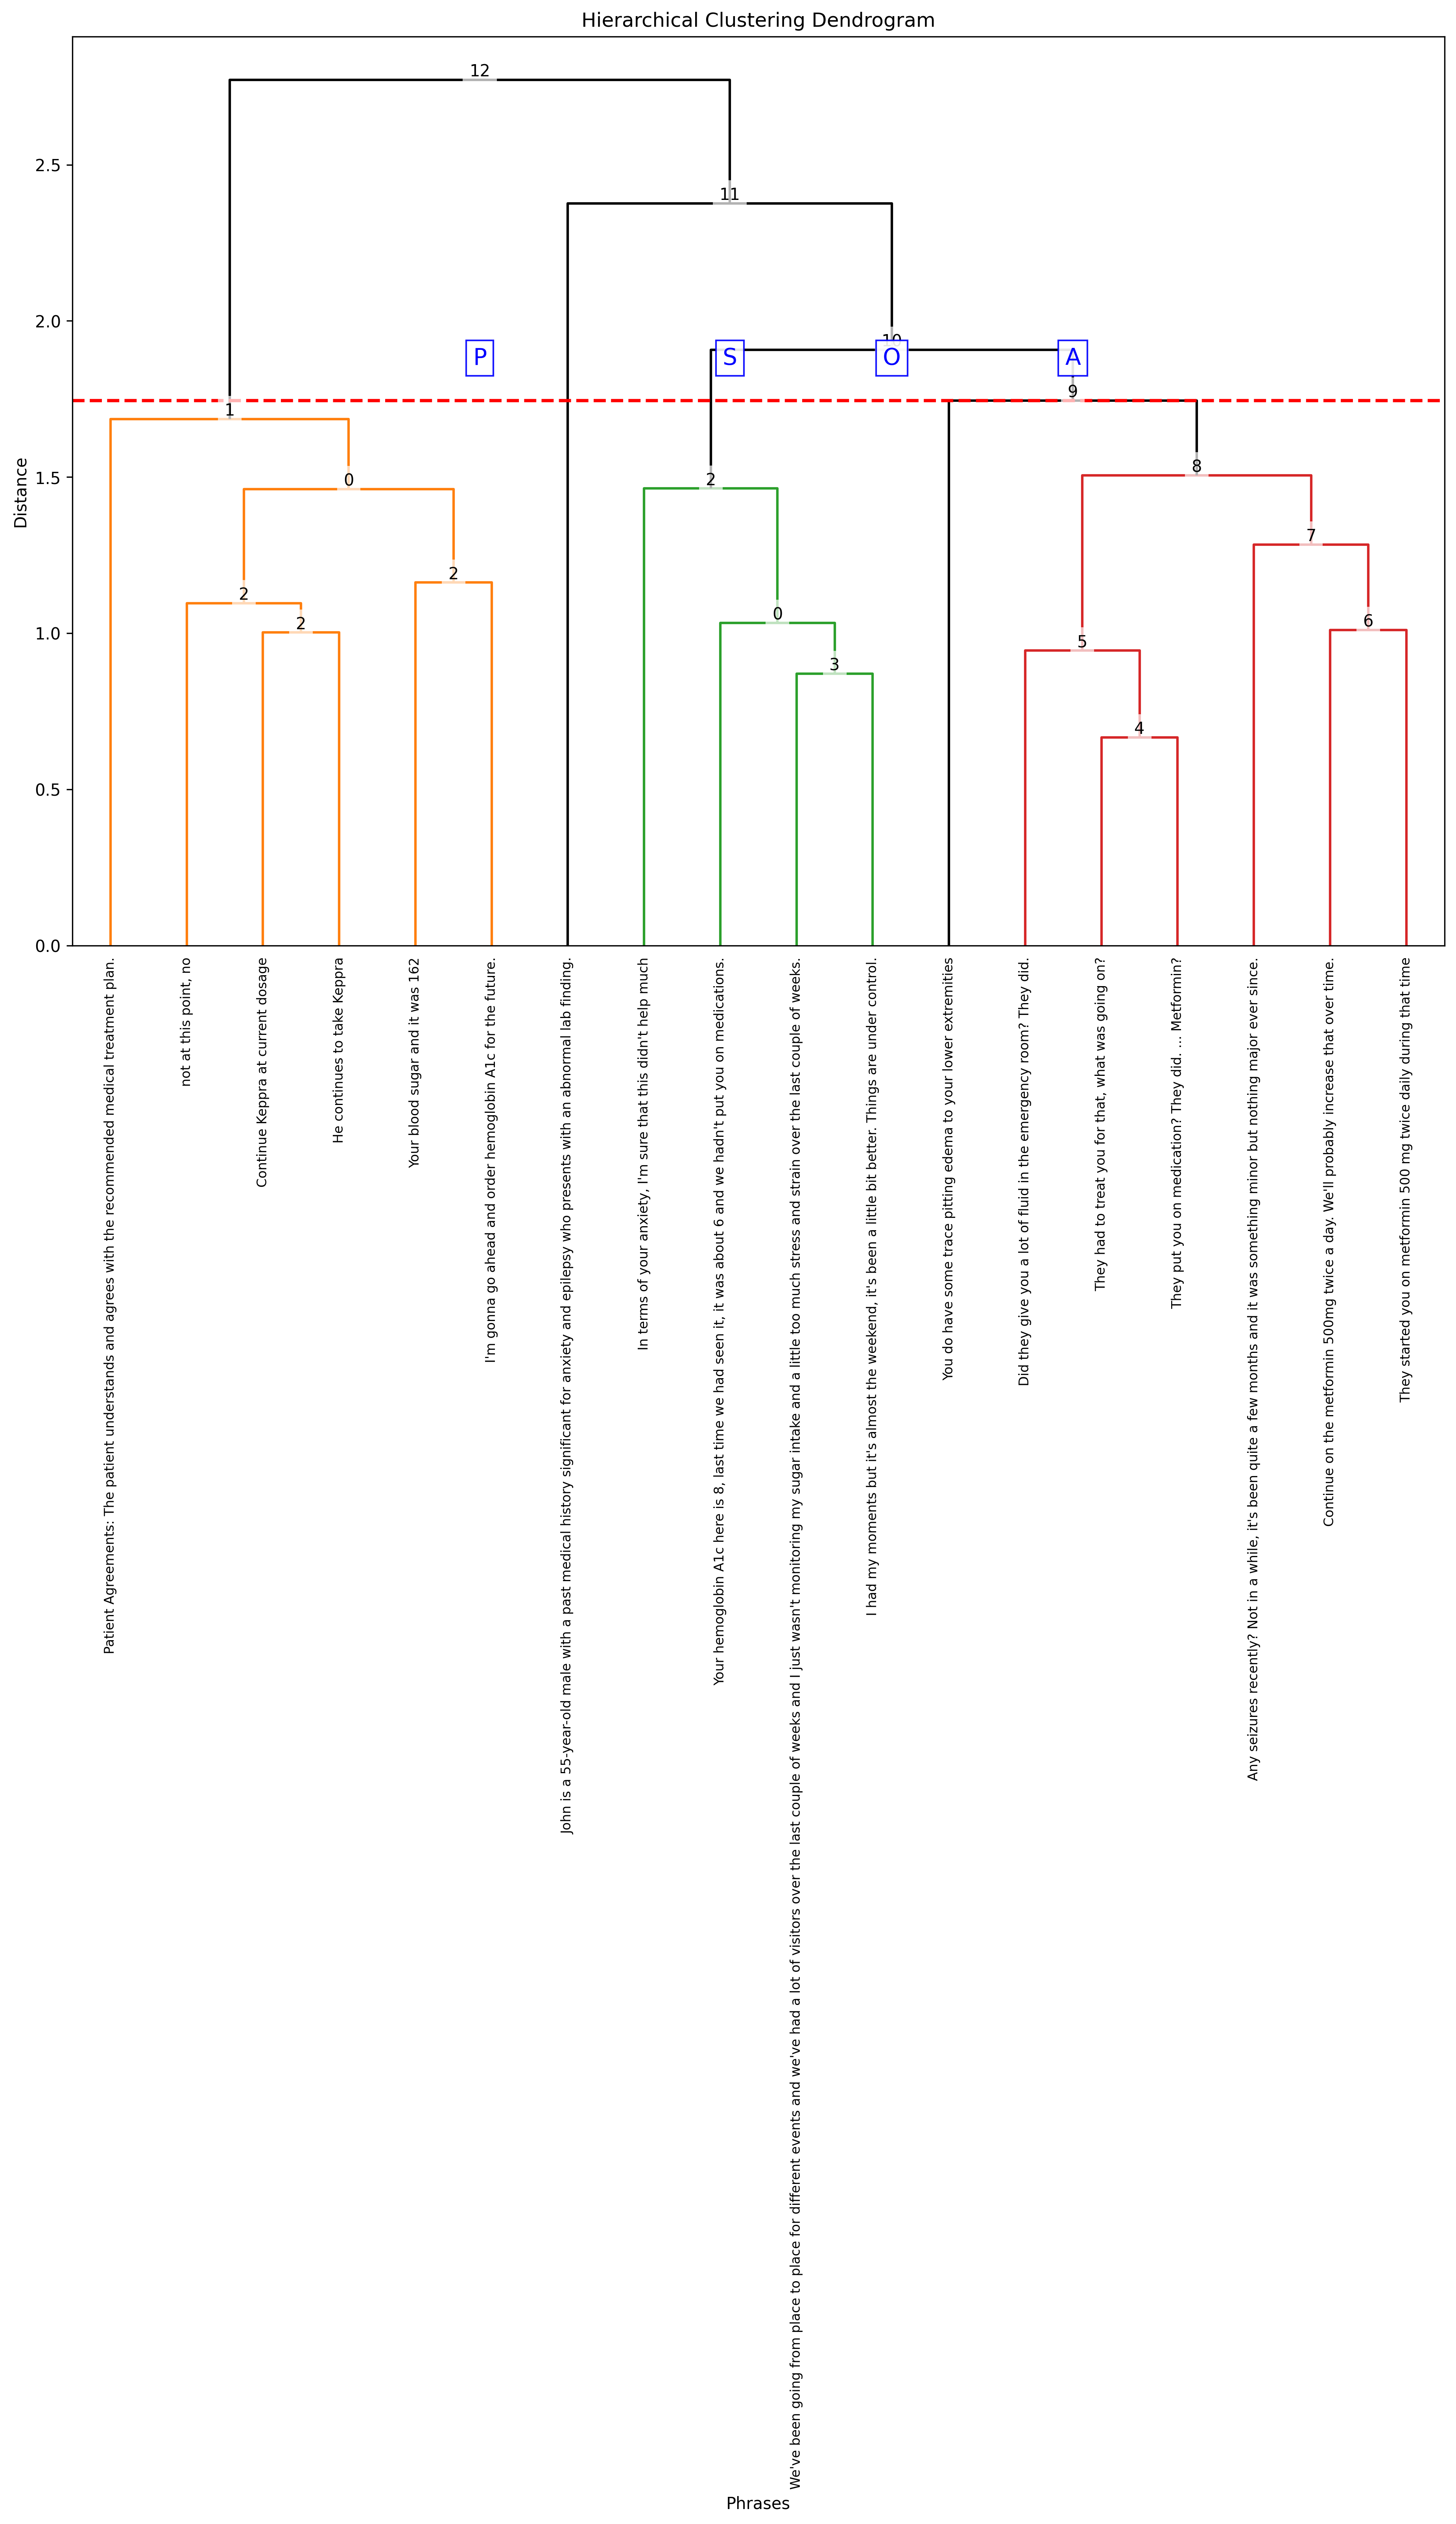 Hierarchical Clustering Dendrogram
12
2.5
11
2.0
10
P
S
O
A
9
1
8
1.5
0
2
7
2
2
0
6
2
1.0
5
3
4
0.5
0.0
Distance
Patient Agreements: The patient understands and agrees with the recommended medical treatment plan.
not at this point, no
Continue Keppra at current dosage
He continues to take Keppra
Your blood sugar and it was 162
I'm gonna go ahead and order hemoglobin A1c for the future.
John is a 55-year-old male with a past medical history significant for anxiety and epilepsy who presents with an abnormal lab finding.
In terms of your anxiety, I'm sure that this didn't help much
Your hemoglobin A1c here is 8, last time we had seen it, it was about 6 and we hadn't put you on medications.
We've been going from place to place for different events and we've had a lot of visitors over the last couple of weeks and I just wasn't monitoring my sugar intake and a little too much stress and strain over the last couple of weeks.
I had my moments but it's almost the weekend, it's been a little bit better. Things are under control.
You do have some trace pitting edema to your lower extremities
Did they give you a lot of fluid in the emergency room? They did.
They had to treat you for that, what was going on?
They put you on medication? They did. ... Metformin?
Any seizures recently? Not in a while, it's been quite a few months and it was something minor but nothing major ever since.
Continue on the metformin 500mg twice a day. We'll probably increase that over time.
They started you on metformin 500 mg twice daily during that time
Phrases